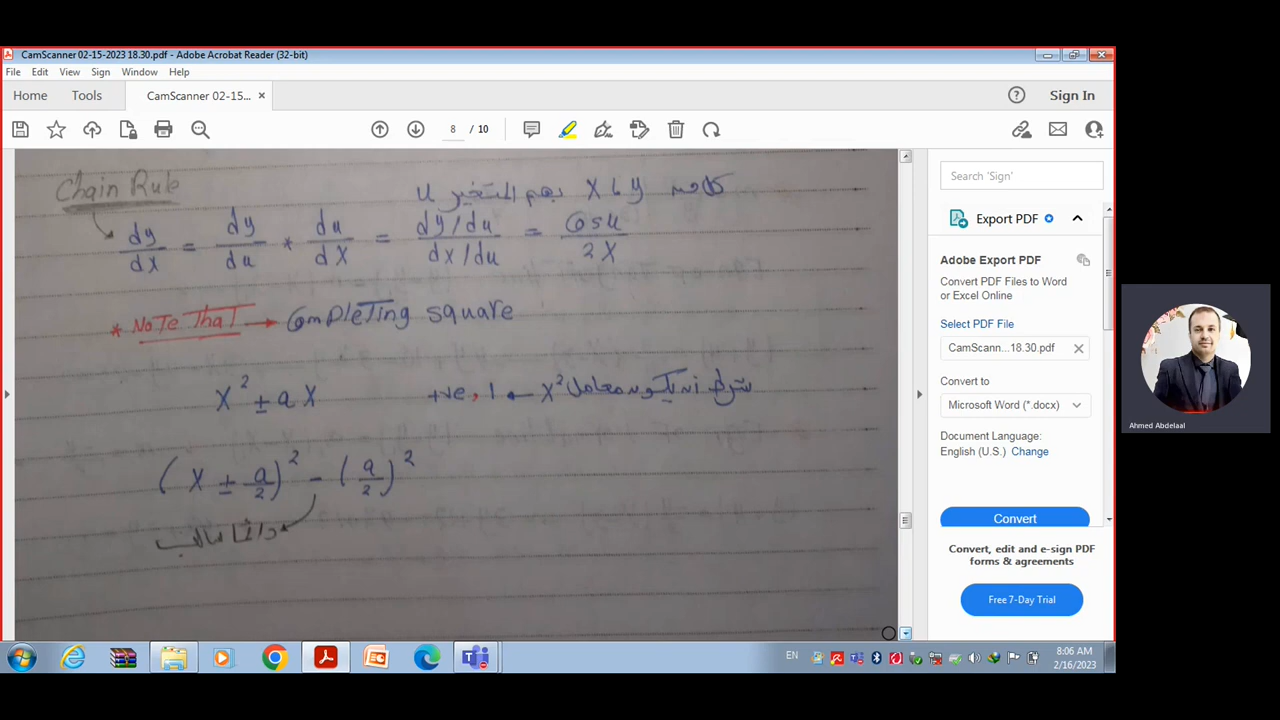 CamScanner 02-15-2023 18.30.pdf - Adobe Acrobat Reader (32-bit)
File Edit View Sign Window Help
Home Tools CamScanner 02-15... ×
8 / 10
Sign In
Chain Rule
y و x بهم المتغير u
dy/dx = dy/du * du/dx = (dy/du)/(dx/du) = cosu/2x
* Note That → Completing square
x² ± a x
شرط أن يكون معامل x² ← 1 , +ve
(x ± a/2)² - (a/2)²
دائما سالب
Search 'Sign'
Export PDF
Adobe Export PDF
Convert PDF Files to Word
or Excel Online
Select PDF File
CamScann...18.30.pdf ×
Convert to
Microsoft Word (*.docx)
Document Language:
English (U.S.) Change
Convert
Convert, edit and e-sign PDF
forms & agreements
Free 7-Day Trial
Ahmed Abdelaal
EN
8:06 AM
2/16/2023